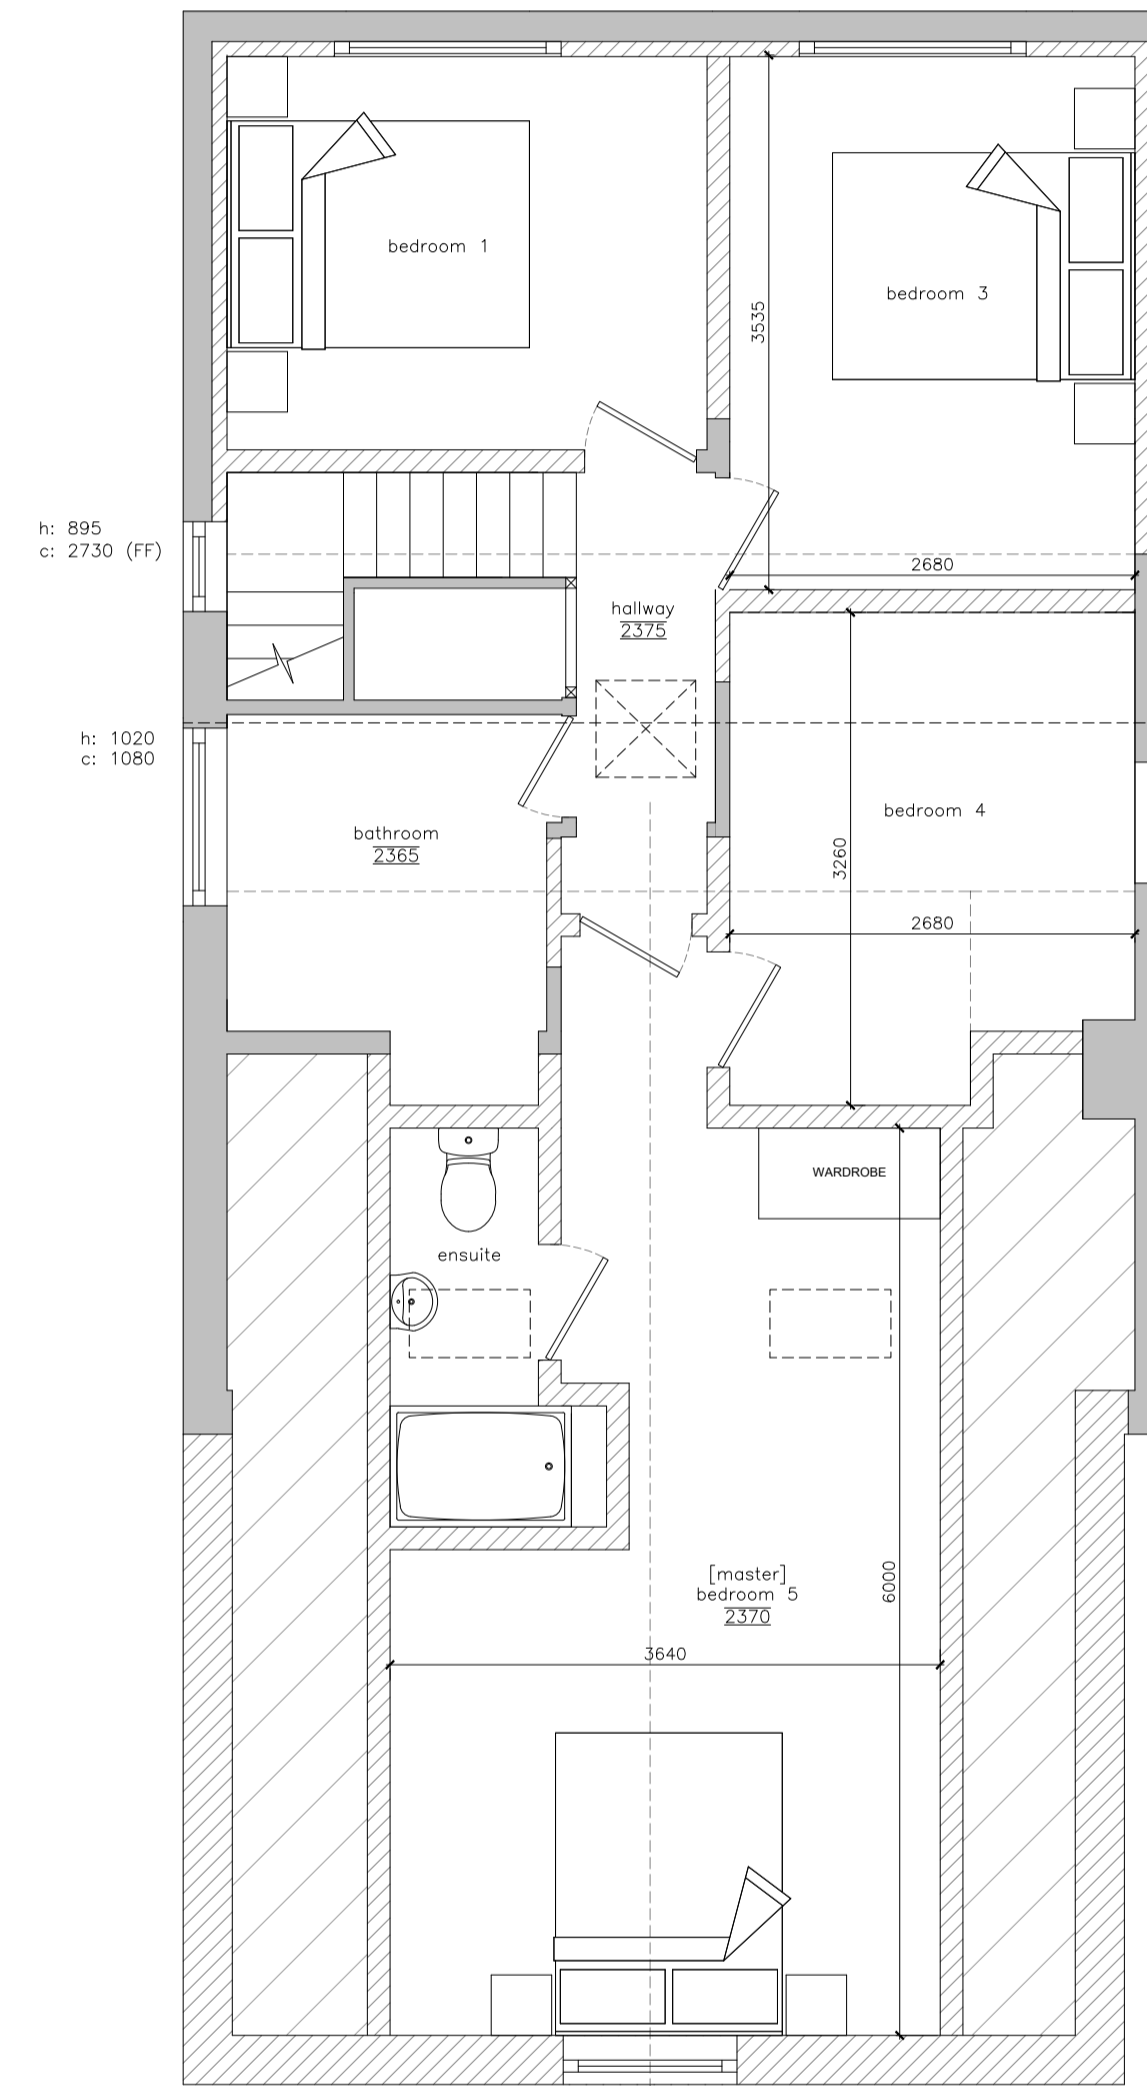 bedroom 1
bedroom 3
3535
h: 895
c: 2730 (FF)
2680
hallway
2375
h: 1020
c: 1080
bedroom 4
bathroom
2365
3260
2680
WARDROBE
ensuite
[master]
bedroom 5
2370
6000
3640